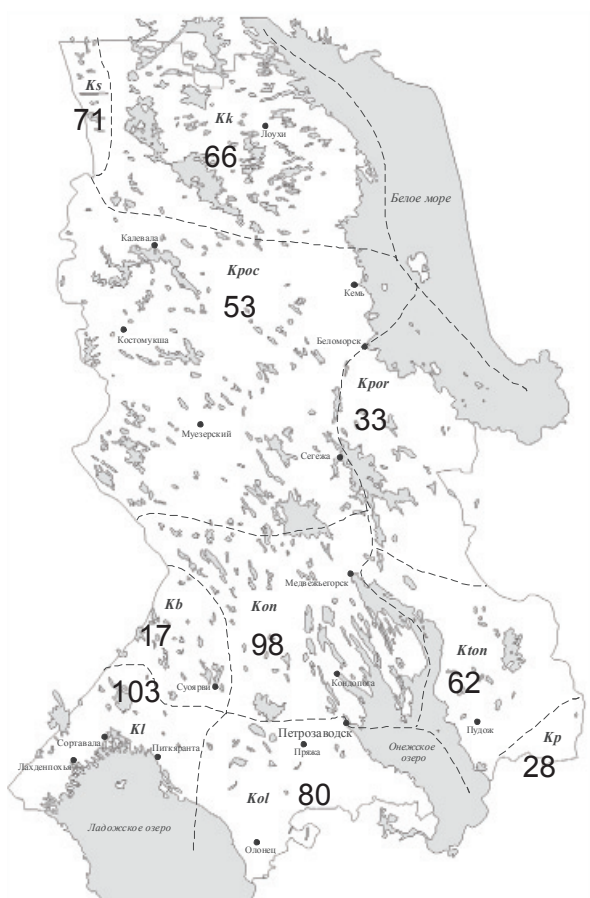 Ks
71
Kk
Лоухи
66
Белое море
Калевала
Kpoc
Кемь
53
Костомукша
Беломорск
Kpor
33
Муезерский
Сегежа
Медвежьегорск
Kb
Kon
17
98
Kton
62
103
Суоярви
Кондопога
Kl
Петрозаводск
Пудож
Kp
Сортавала
Питкяранта
Пряжа
Онежское
озеро
Лахденпохья
28
Kol
80
Ладожское озеро
Олонец